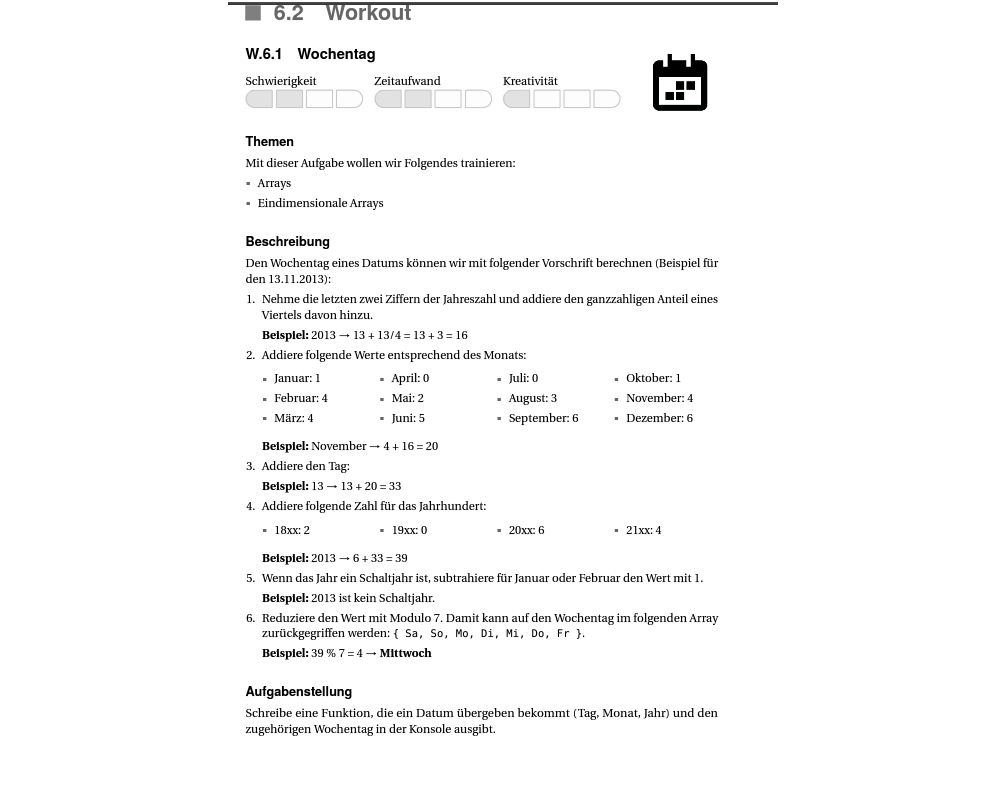 6.2 Workout
W.6.1 Wochentag
Schwierigkeit Zeitaufwand Kreativität
Themen
Mit dieser Aufgabe wollen wir Folgendes trainieren:
▪ Arrays
▪ Eindimensionale Arrays
Beschreibung
Den Wochentag eines Datums können wir mit folgender Vorschrift berechnen (Beispiel für
den 13.11.2013):
1. Nehme die letzten zwei Ziffern der Jahreszahl und addiere den ganzzahligen Anteil eines
Viertels davon hinzu.
Beispiel: 2013 → 13 + 13/4 = 13 + 3 = 16
2. Addiere folgende Werte entsprechend des Monats:
▪ Januar: 1 ▪ April: 0 ▪ Juli: 0 ▪ Oktober: 1
▪ Februar: 4 ▪ Mai: 2 ▪ August: 3 ▪ November: 4
▪ März: 4 ▪ Juni: 5 ▪ September: 6 ▪ Dezember: 6
Beispiel: November → 4 + 16 = 20
3. Addiere den Tag:
Beispiel: 13 → 13 + 20 = 33
4. Addiere folgende Zahl für das Jahrhundert:
▪ 18xx: 2 ▪ 19xx: 0 ▪ 20xx: 6 ▪ 21xx: 4
Beispiel: 2013 → 6 + 33 = 39
5. Wenn das Jahr ein Schaltjahr ist, subtrahiere für Januar oder Februar den Wert mit 1.
Beispiel: 2013 ist kein Schaltjahr.
6. Reduziere den Wert mit Modulo 7. Damit kann auf den Wochentag im folgenden Array
zurückgegriffen werden: { Sa, So, Mo, Di, Mi, Do, Fr }.
Beispiel: 39 % 7 = 4 → Mittwoch
Aufgabenstellung
Schreibe eine Funktion, die ein Datum übergeben bekommt (Tag, Monat, Jahr) und den
zugehörigen Wochentag in der Konsole ausgibt.